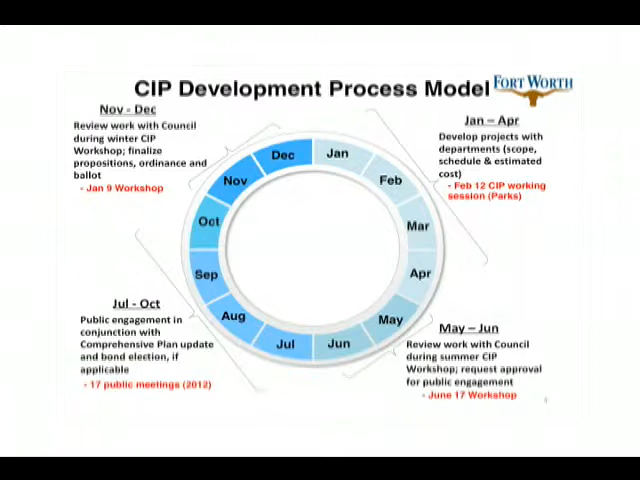 CIP Development Process Model
FORT WORTH
Nov - Dec
Review work with Council
during winter CIP
Workshop; finalize
propositions, ordinance and
ballot
- Jan 9 Workshop
Jan – Apr
Develop projects with
departments (scope,
schedule & estimated
cost)
- Feb 12 CIP working
session (Parks)
Dec
Jan
Nov
Feb
Oct
Mar
Sep
Apr
Aug
May
Jul
Jun
Jul - Oct
Public engagement in
conjunction with
Comprehensive Plan update
and bond election, if
applicable
- 17 public meetings (2012)
May – Jun
Review work with Council
during summer CIP
Workshop; request approval
for public engagement
- June 17 Workshop